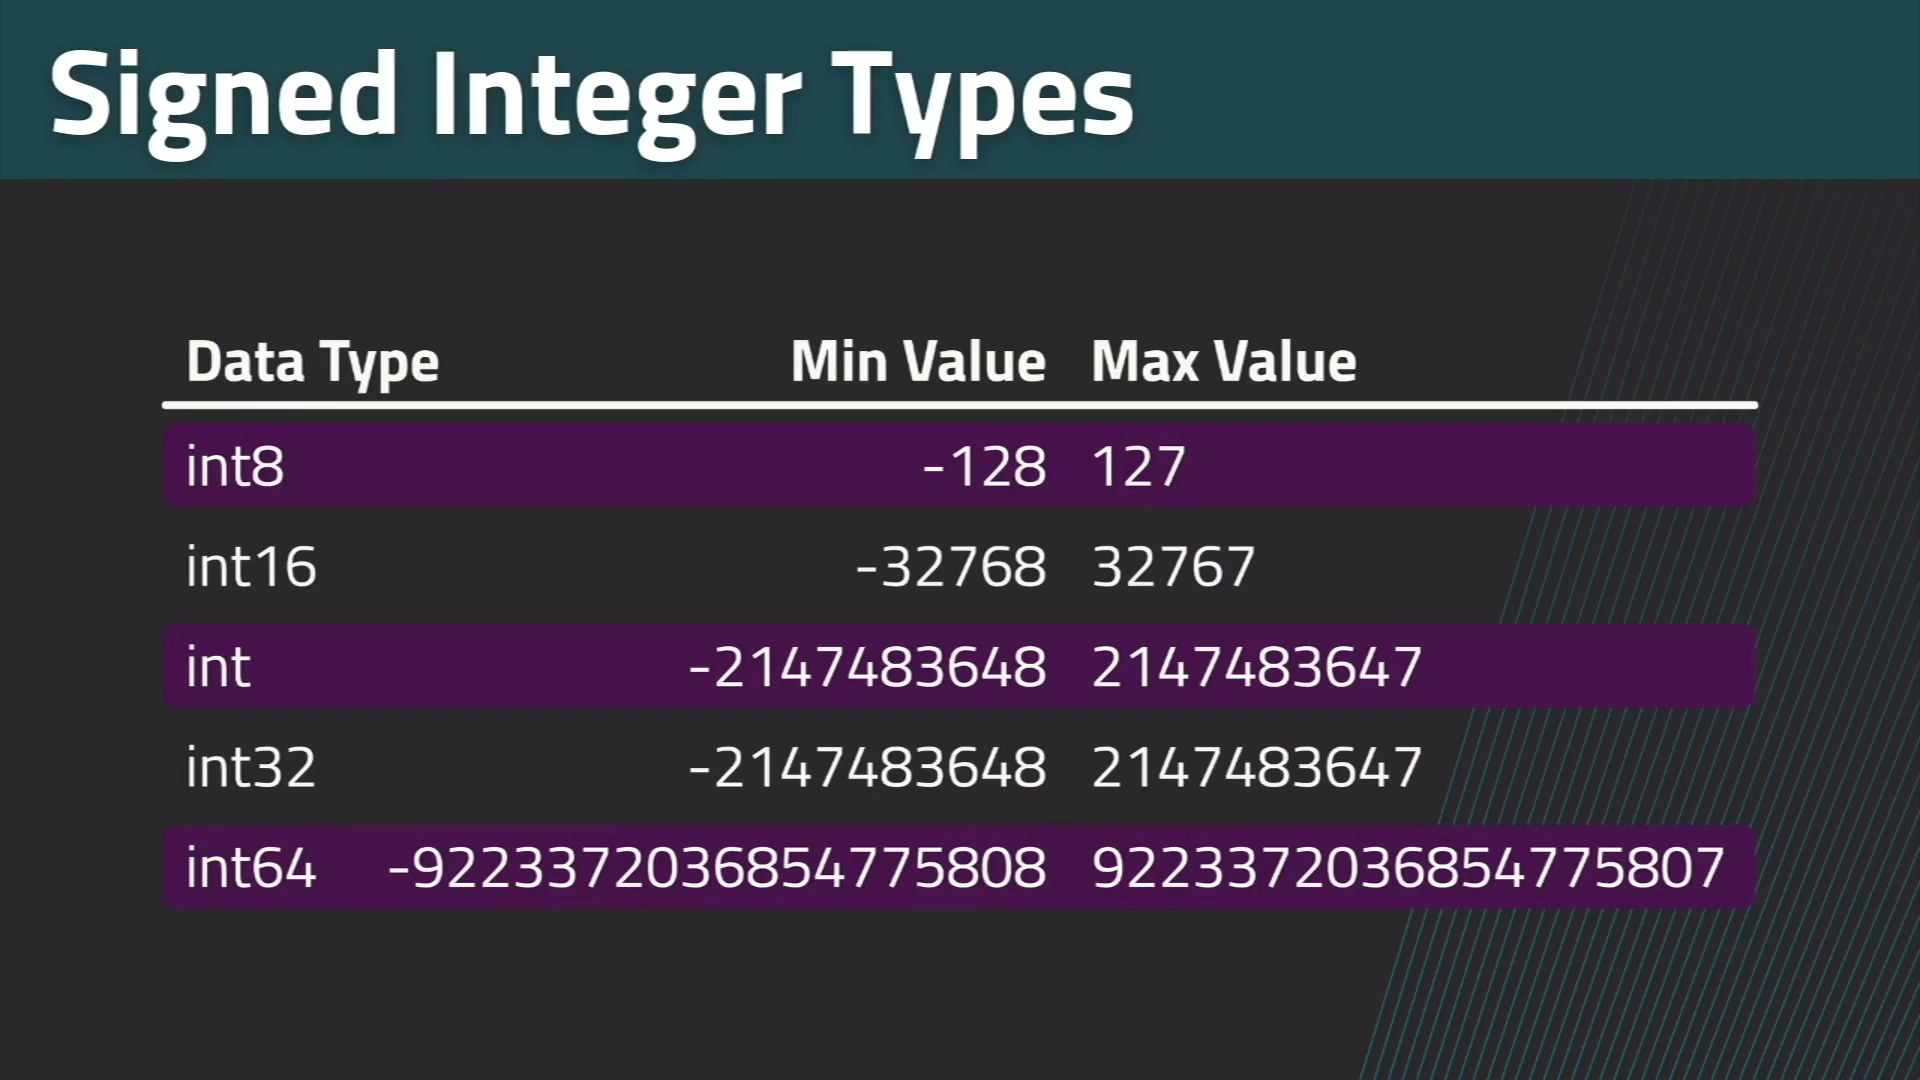 Signed Integer Types
Data Type Min Value Max Value
int8 -128 127
int16 -32768 32767
int -2147483648 2147483647
int32 -2147483648 2147483647
int64 -9223372036854775808 9223372036854775807